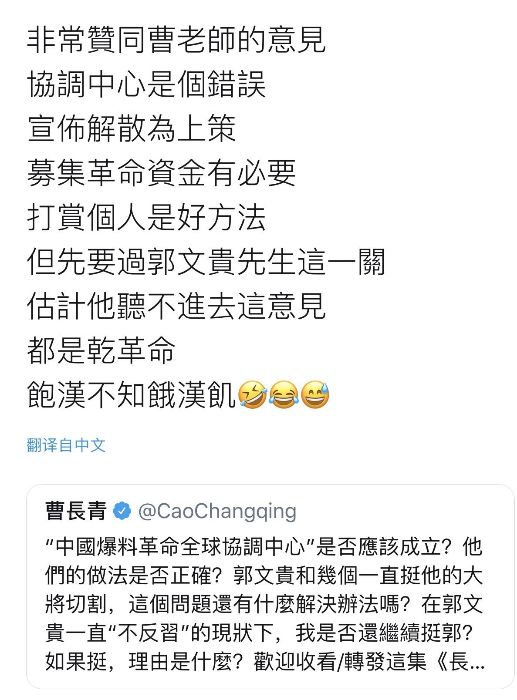 非常贊同曹老師的意見
協調中心是個錯誤
宣佈解散為上策
募集革命資金有必要
打賞個人是好方法
但先要過郭文貴先生這一關
估計他聽不進去這意見
都是乾革命
飽漢不知餓漢飢🤣😂😅
翻译自中文
曹長青 @CaoChangqing
“中國爆料革命全球協調中心”是否應該成立？他
們的做法是否正確？郭文貴和幾個一直挺他的大
將切割，這個問題還有什麼解決辦法嗎？在郭文
貴一直“不反習”的現狀下，我是否還繼續挺郭？
如果挺，理由是什麼？歡迎收看/轉發這集《長...